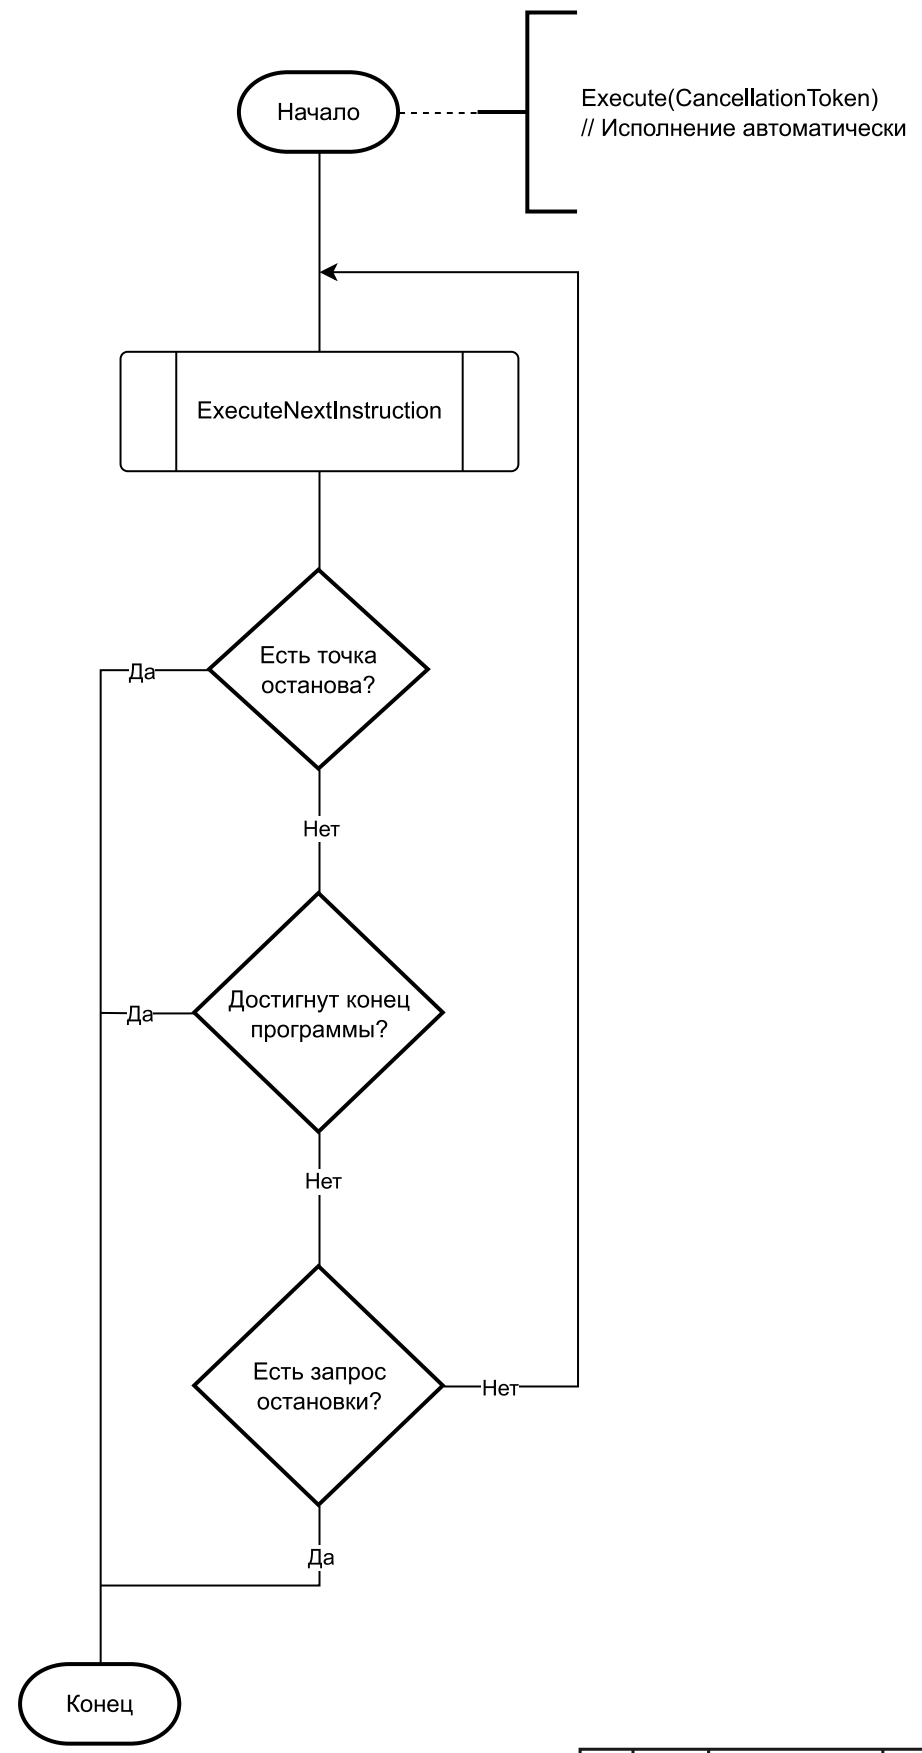 Начало
Execute(CancellationToken)
// Исполнение автоматически
ExecuteNextInstruction
Есть точка
останова?
Да
Нет
Достигнут конец
программы?
Да
Нет
Есть запрос
остановки?
Нет
Да
Конец